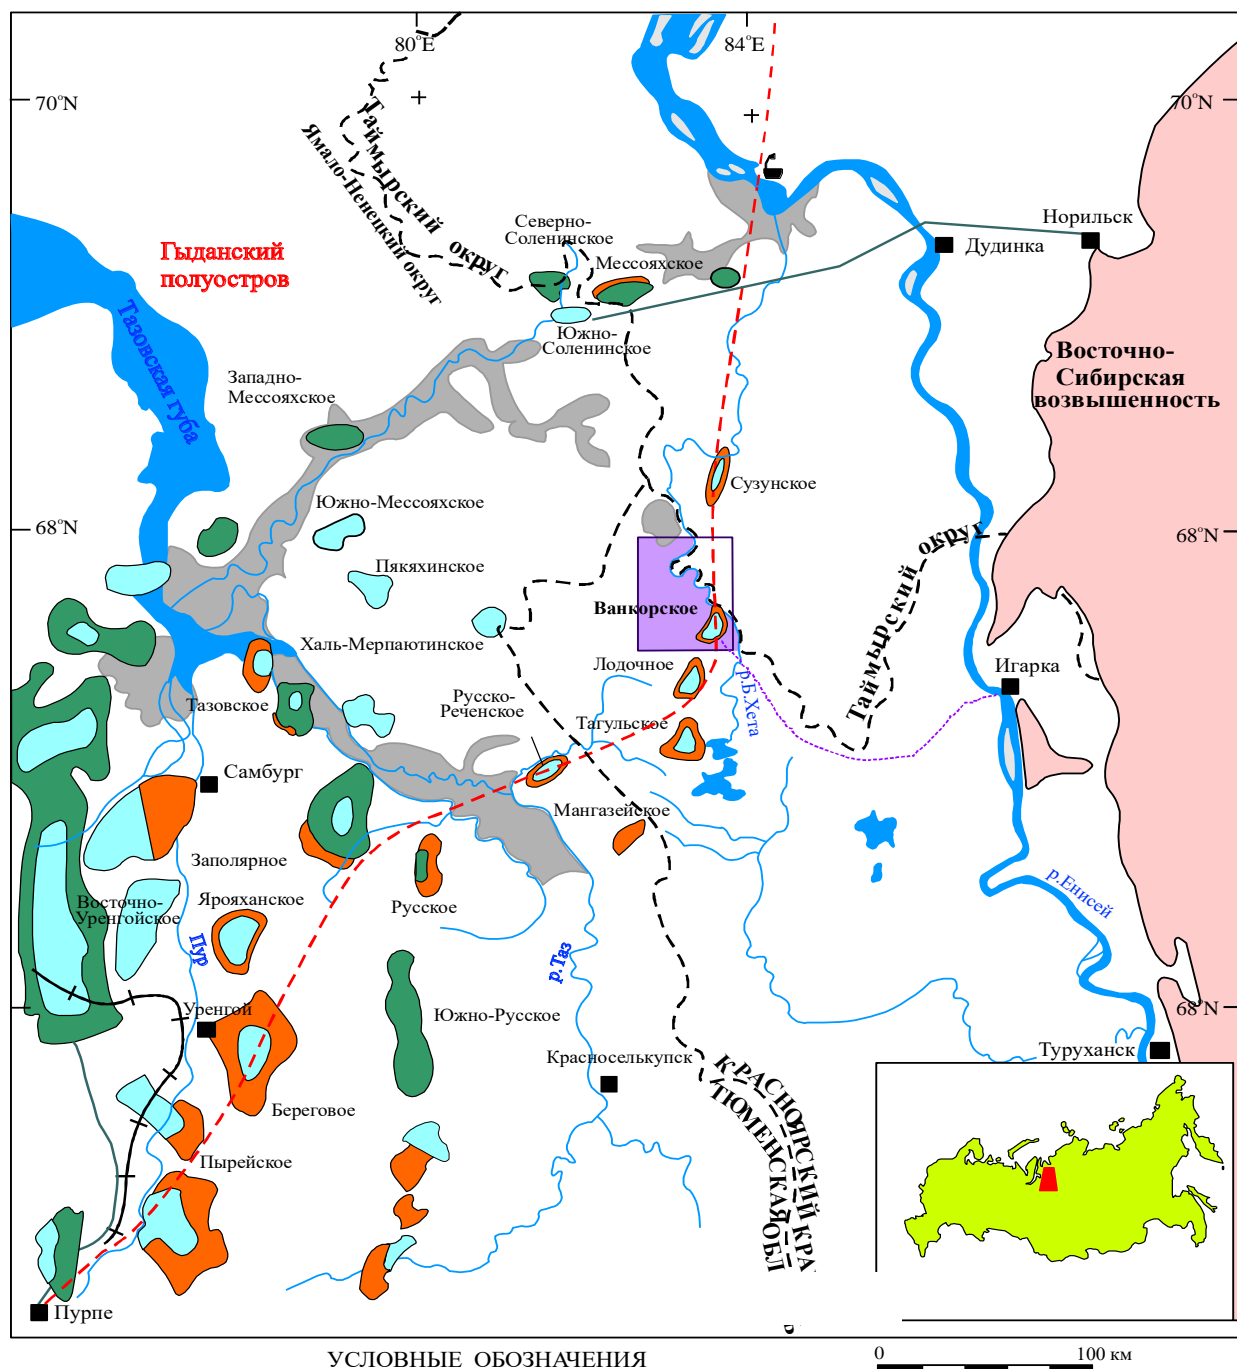 80°E
84°E
70°N
70°N
Таймырский округ
Ямало-Ненецкий округ
Северно-
Соленинское
Мессояхское
Норильск
Дудинка
Гыданский
полуостров
Тазовская губа
Южно-
Соленинское
Восточно-
Сибирская
возвышенность
Западно-
Мессояхское
Сузунское
Южно-Мессояхское
68°N
68°N
Таймырский округ
Пякяхинское
Ванкорское
Халь-Мерпаютинское
Лодочное
р.Б.Хета
Игарка
Русско-
Реченское
Тазовское
Тагульское
Самбург
Мангазейское
Заполярное
Восточно-
Уренгойское
Ярояханское
Русское
р.Енисей
Пур
р.Таз
Уренгой
Южно-Русское
68°N
Красноселькупск
Туруханск
КРАСНОЯРСКИЙ КРА
ТЮМЕНСКАЯ ОБЛ
Береговое
Пырейское
Пурпе
УСЛОВНЫЕ ОБОЗНАЧЕНИЯ
0 100 км